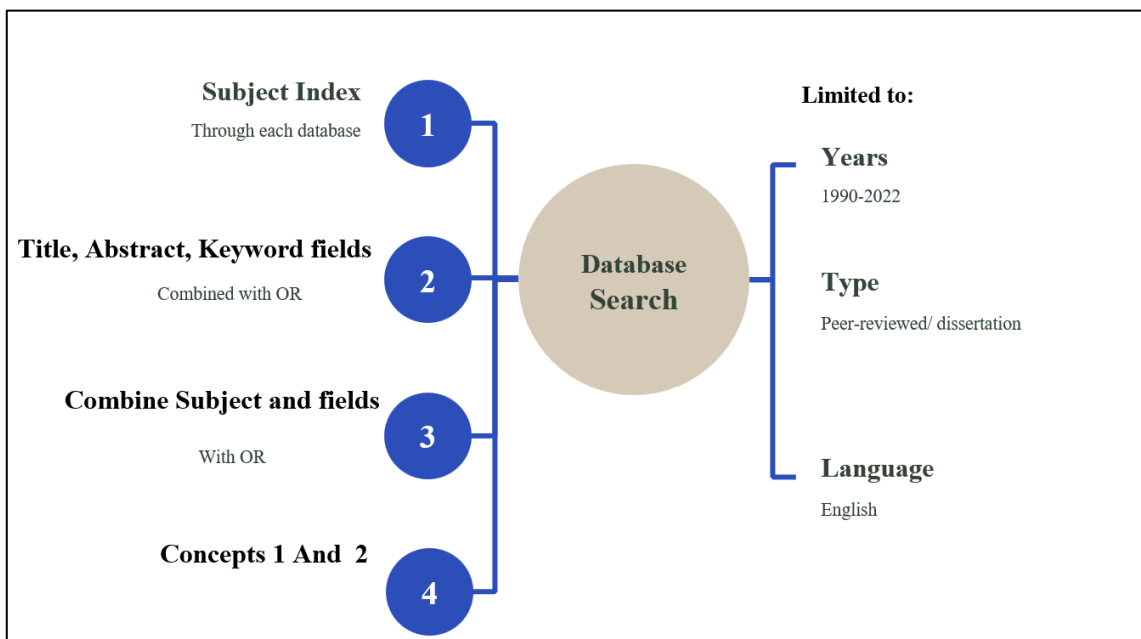 Subject Index
Through each database
1
Title, Abstract, Keyword fields
Combined with OR
2
Combine Subject and fields
With OR
3
Concepts 1 And  2
4
Database
Search
Limited to:
Years
1990-2022
Type
Peer-reviewed/ dissertation
Language
English